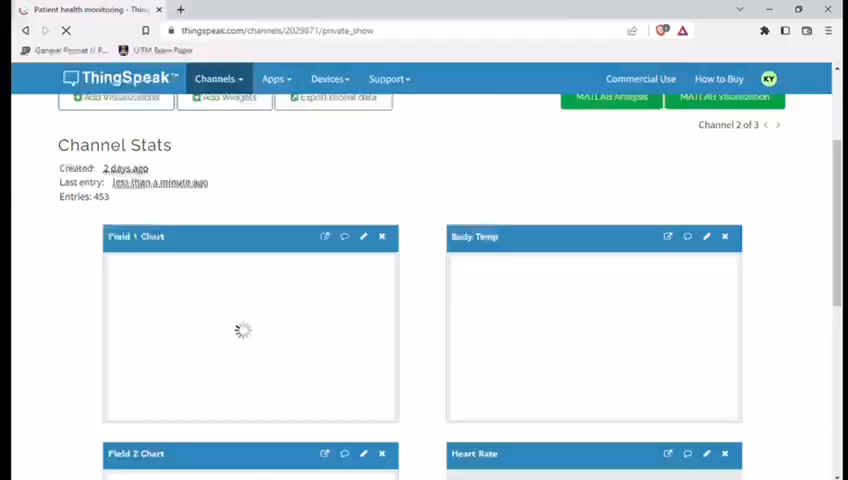 Patient health monitoring - Thing
thingspeak.com/channels/2029871/private_show
General Format // P...
UiTM Exam Paper
ThingSpeak™
Channels
Apps
Devices
Support
Commercial Use
How to Buy
KY
Add Visualizations
Add Widgets
Export recent data
MATLAB Analysis
MATLAB Visualization
Channel 2 of 3
Channel Stats
Created: 2 days ago
Last entry: less than a minute ago
Entries: 453
Field 1 Chart
Body Temp
Field 2 Chart
Heart Rate